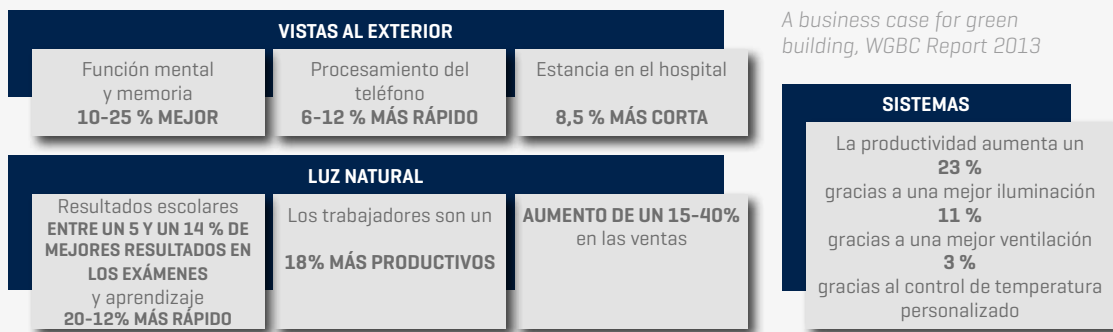 VISTAS AL EXTERIOR
Función mental
y memoria
10-25 % MEJOR
Procesamiento del
teléfono
6-12 % MÁS RÁPIDO
Estancia en el hospital
8,5 % MÁS CORTA
LUZ NATURAL
Resultados escolares
ENTRE UN 5 Y UN 14 % DE
MEJORES RESULTADOS EN
LOS EXÁMENES
y aprendizaje
20-12% MÁS RÁPIDO
Los trabajadores son un
18% MÁS PRODUCTIVOS
AUMENTO DE UN 15-40%
en las ventas
A business case for green
building, WGBC Report 2013
SISTEMAS
La productividad aumenta un
23 %
gracias a una mejor iluminación
11 %
gracias a una mejor ventilación
3 %
gracias al control de temperatura
personalizado